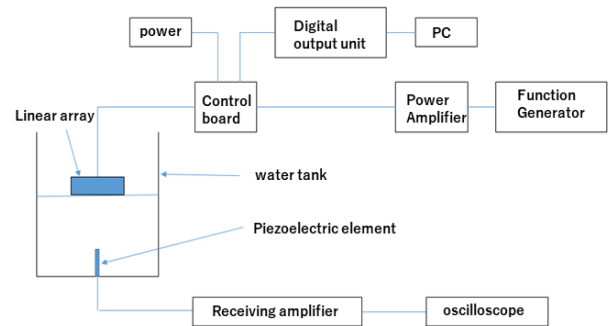 power
Digital
output unit
PC
Control
board
Power
Amplifier
Function
Generator
Linear array
water tank
Piezoelectric element
Receiving amplifier
oscilloscope